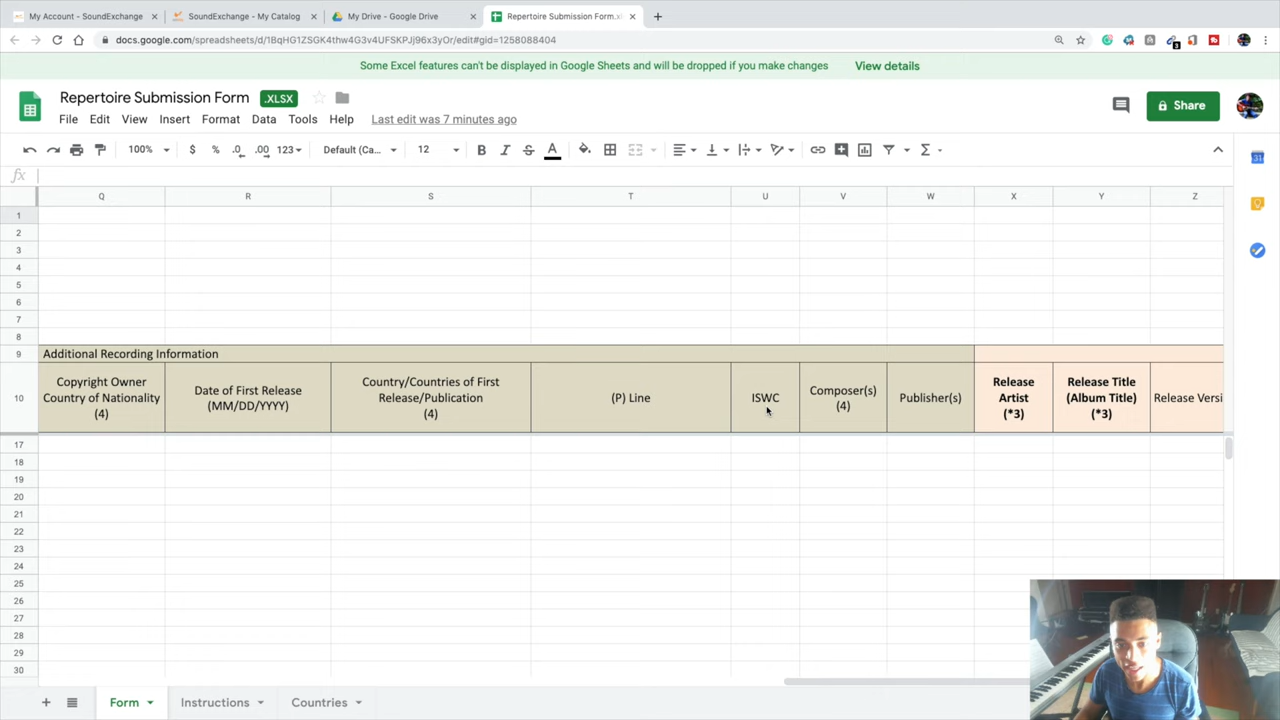 My Account - SoundExchange
SoundExchange - My Catalog
My Drive - Google Drive
Repertoire Submission Form.xl
docs.google.com/spreadsheets/d/1BqHG1ZSGK4thw4G3v4UFSKPJj96x3yOr/edit#gid=1258088404
Some Excel features can't be displayed in Google Sheets and will be dropped if you make changes View details
Repertoire Submission Form .XLSX
Share
File Edit View Insert Format Data Tools Help Last edit was 7 minutes ago
100% $ % .0 .00 123 Default (Ca... 12 B I S A Σ
fx
Q R S T U V W X Y Z
1
2
3
4
5
6
7
8
9 Additional Recording Information
10
Copyright Owner
Country of Nationality
(4)
Date of First Release
(MM/DD/YYYY)
Country/Countries of First
Release/Publication
(4)
(P) Line
ISWC
Composer(s)
(4)
Publisher(s)
Release
Artist
(*3)
Release Title
(Album Title)
(*3)
Release Versi
17
18
19
20
21
22
23
24
25
26
27
28
29
30
Form Instructions Countries